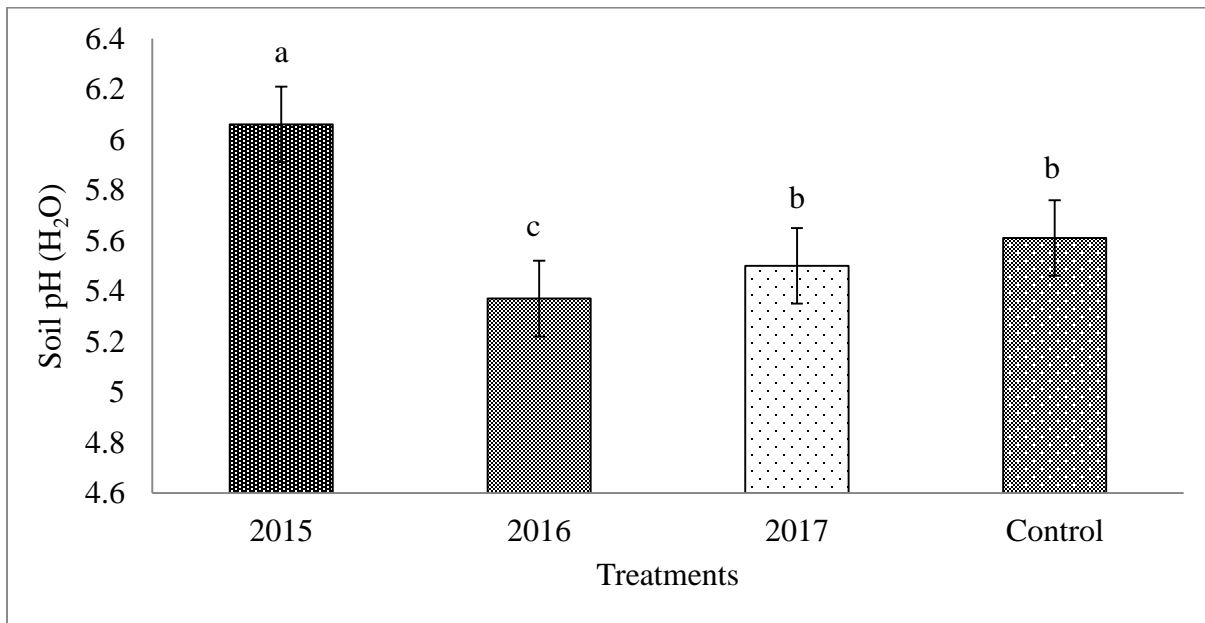 6.4
6.2
6
5.8
5.6
5.4
5.2
5
4.8
4.6
Soil pH (H₂O)
a
c
b
b
2015 2016 2017 Control
Treatments